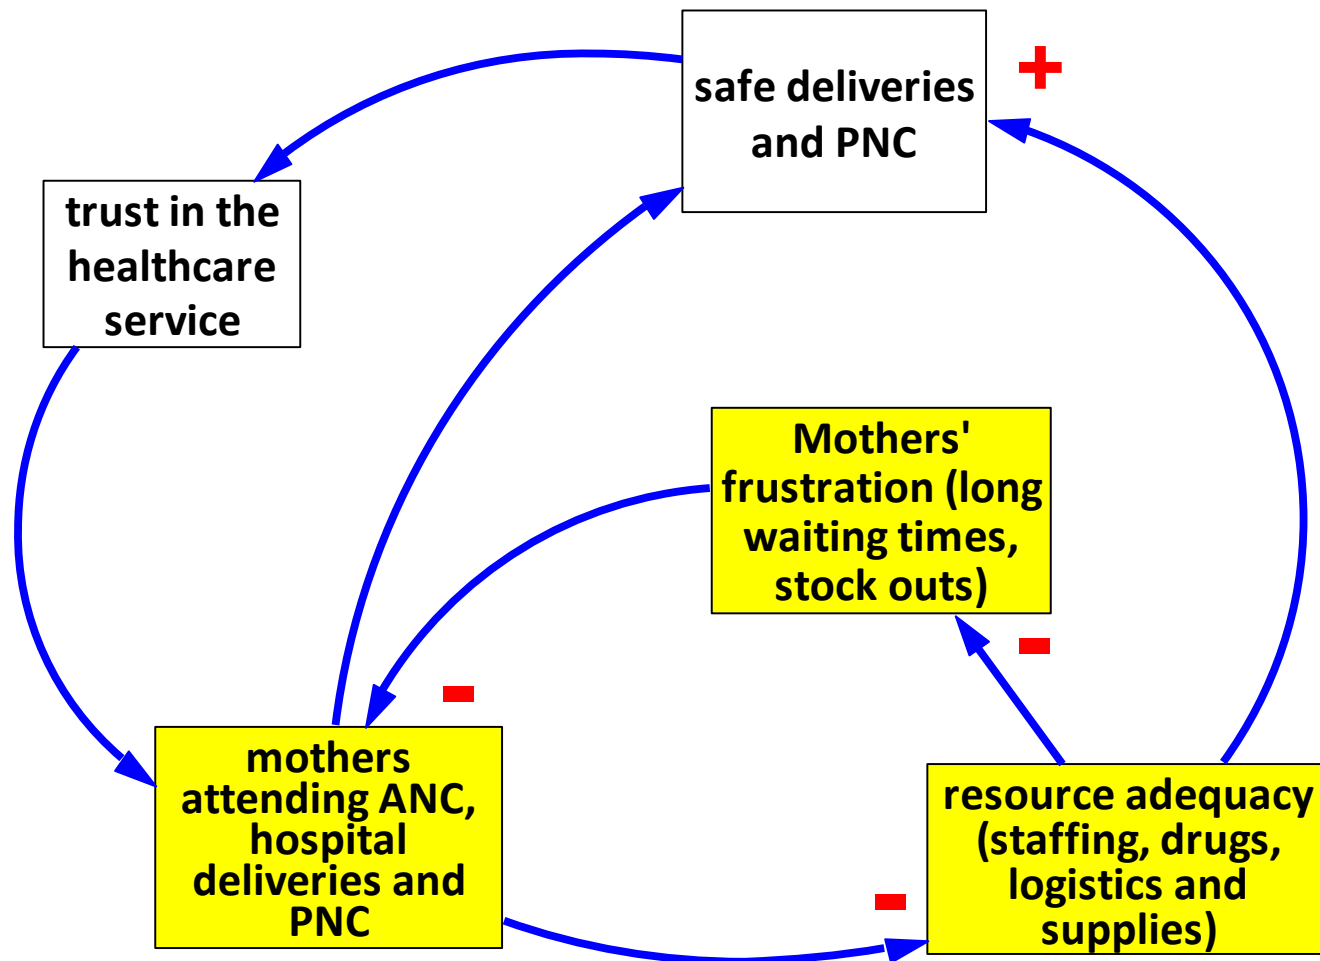 safe deliveries
and PNC
+
trust in the
healthcare
service
Mothers'
frustration (long
waiting times,
stock outs)
-
-
mothers
attending ANC,
hospital
deliveries and
PNC
-
resource adequacy
(staffing, drugs,
logistics and
supplies)